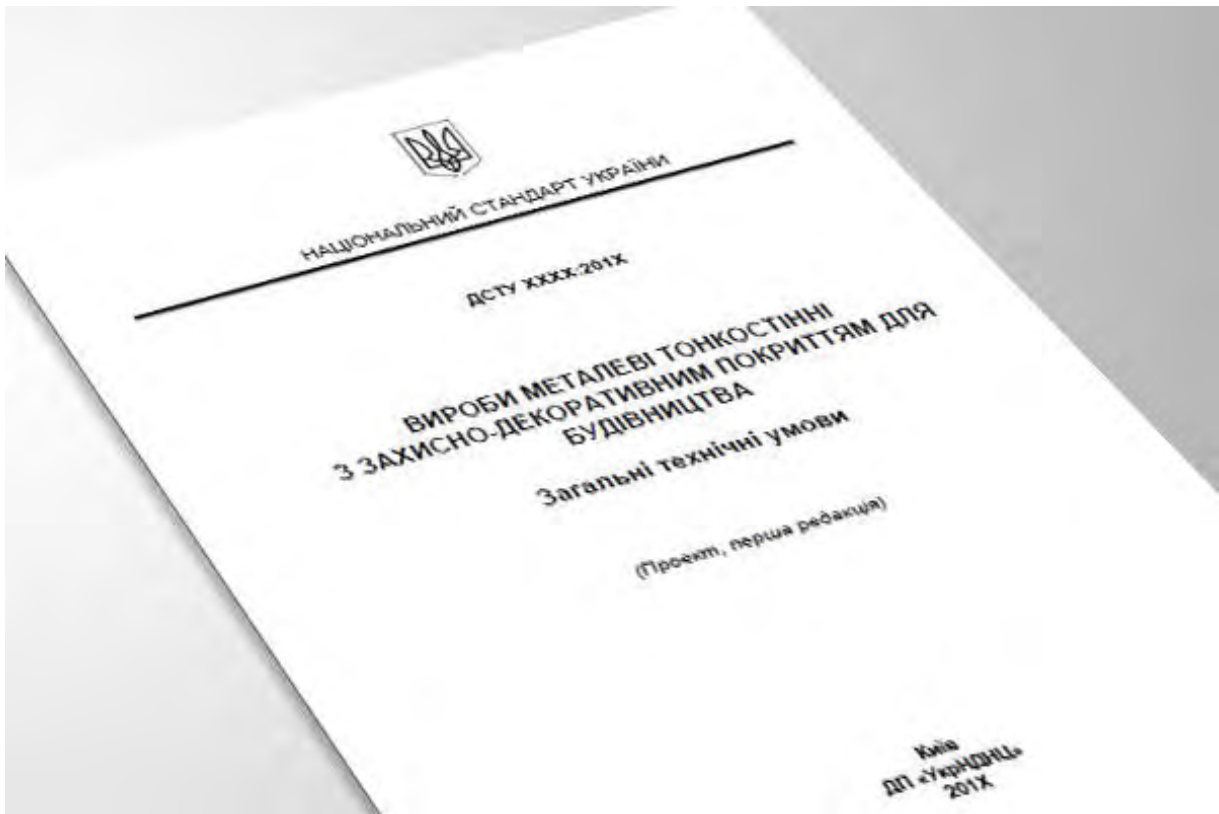 НАЦІОНАЛЬНИЙ СТАНДАРТ УКРАЇНИ
ДСТУ ХХХХ:201Х
ВИРОБИ МЕТАЛЕВІ ТОНКОСТІННІ
З ЗАХИСНО-ДЕКОРАТИВНИМ ПОКРИТТЯМ ДЛЯ
БУДІВНИЦТВА
Загальні технічні умови
(Проект, перша редакція)
Київ
ДП «УкрНДНЦ»
201Х